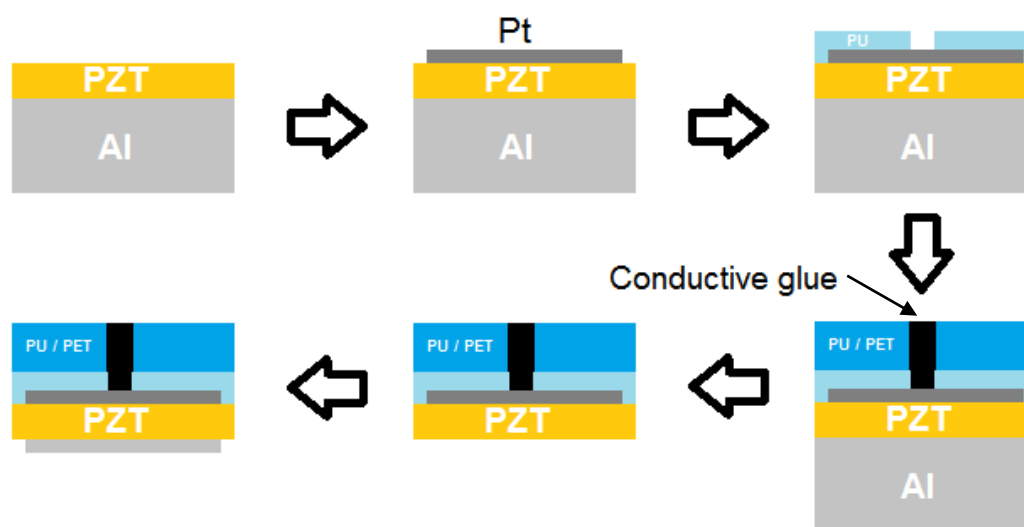 PZT
Al
Pt
PZT
Al
PU
PZT
Al
Conductive glue
PU / PET
PZT
Al
PU / PET
PZT
PU / PET
PZT